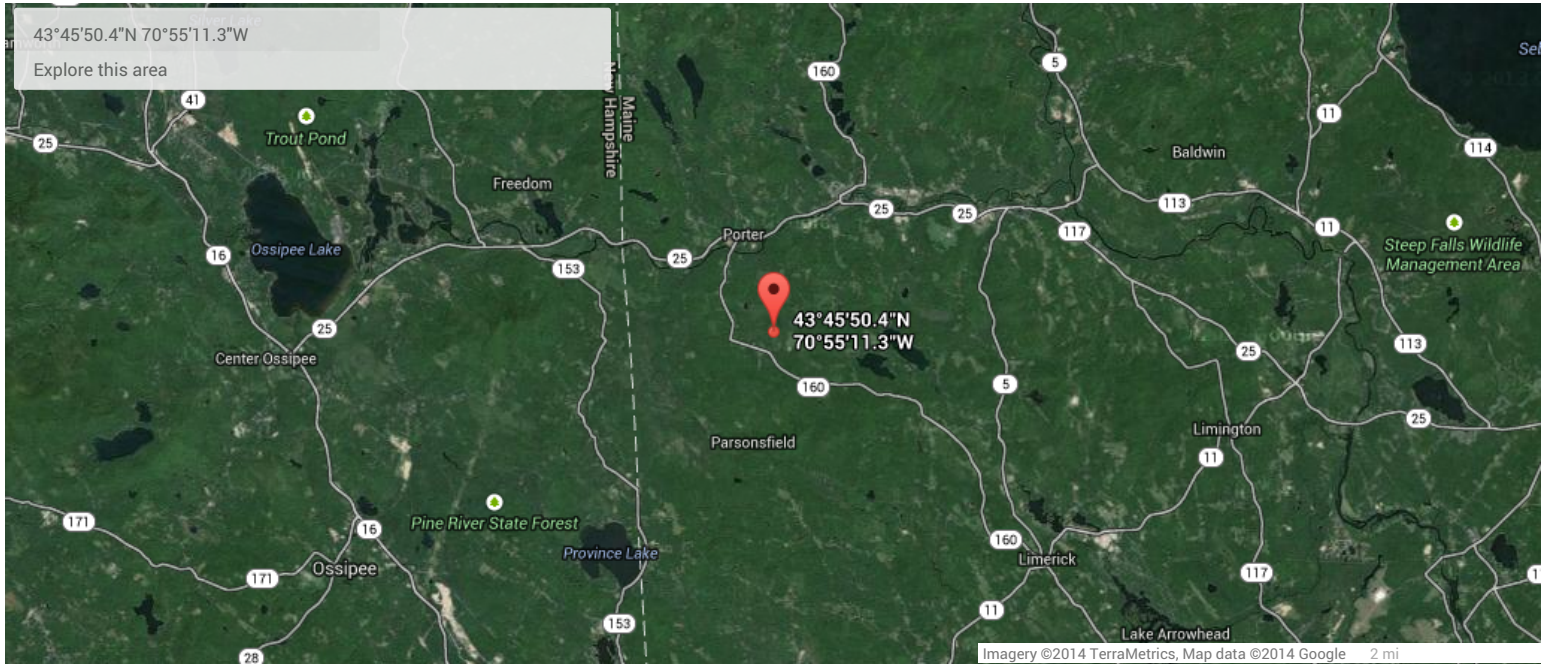 Silver Lake
43°45'50.4"N 70°55'11.3"W
Explore this area
160
5
41
11
Trout Pond
25
Maine
New Hampshire
114
Baldwin
Freedom
113
25
25
117
11
Steep Falls Wildlife
Management Area
Porter
16
Ossipee Lake
25
153
43°45'50.4"N
70°55'11.3"W
25
Center Ossipee
25
113
160
5
25
Parsonsfield
Limington
11
171
16
Pine River State Forest
Province Lake
160
Limerick
Ossipee
171
117
11
153
28
Lake Arrowhead
Imagery ©2014 TerraMetrics, Map data ©2014 Google 2 mi